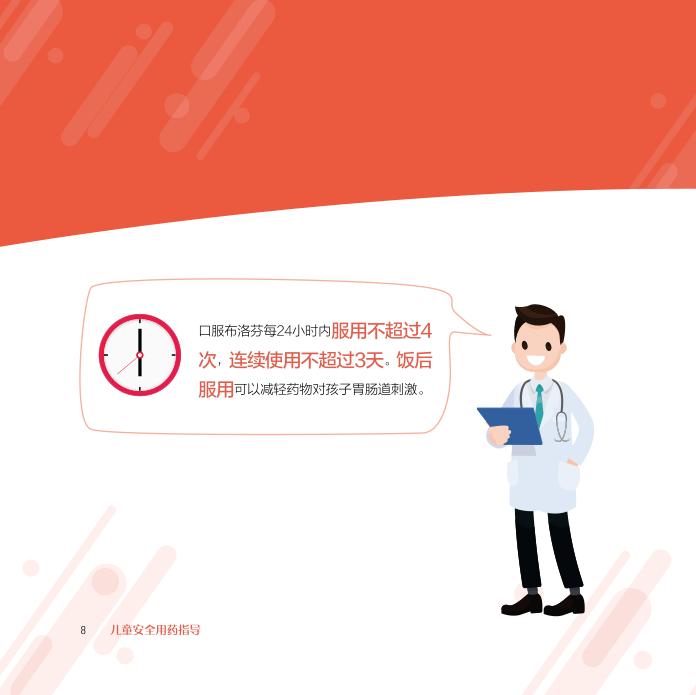 口服布洛芬每24小时内服用不超过4
次，连续使用不超过3天。饭后
服用可以减轻药物对孩子胃肠道刺激。
8 儿童安全用药指导